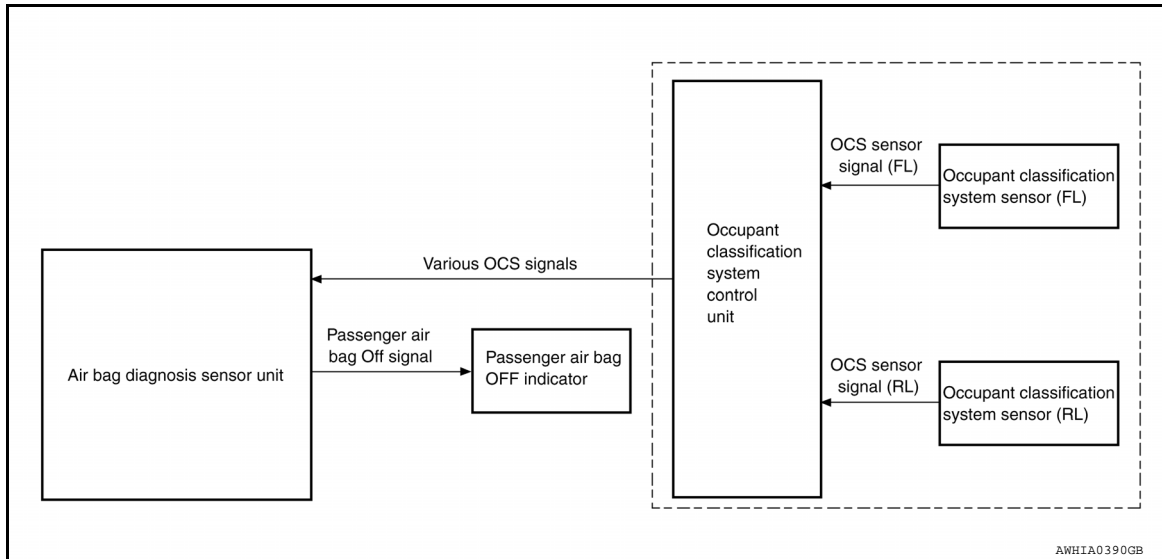 OCS sensor
signal (FL)
Occupant classification
system sensor (FL)
Occupant
classification
system
control
unit
Various OCS signals
Passenger air
bag Off signal
Passenger air bag
OFF indicator
Air bag diagnosis sensor unit
OCS sensor
signal (RL)
Occupant classification
system sensor (RL)
AWHIA0390GB